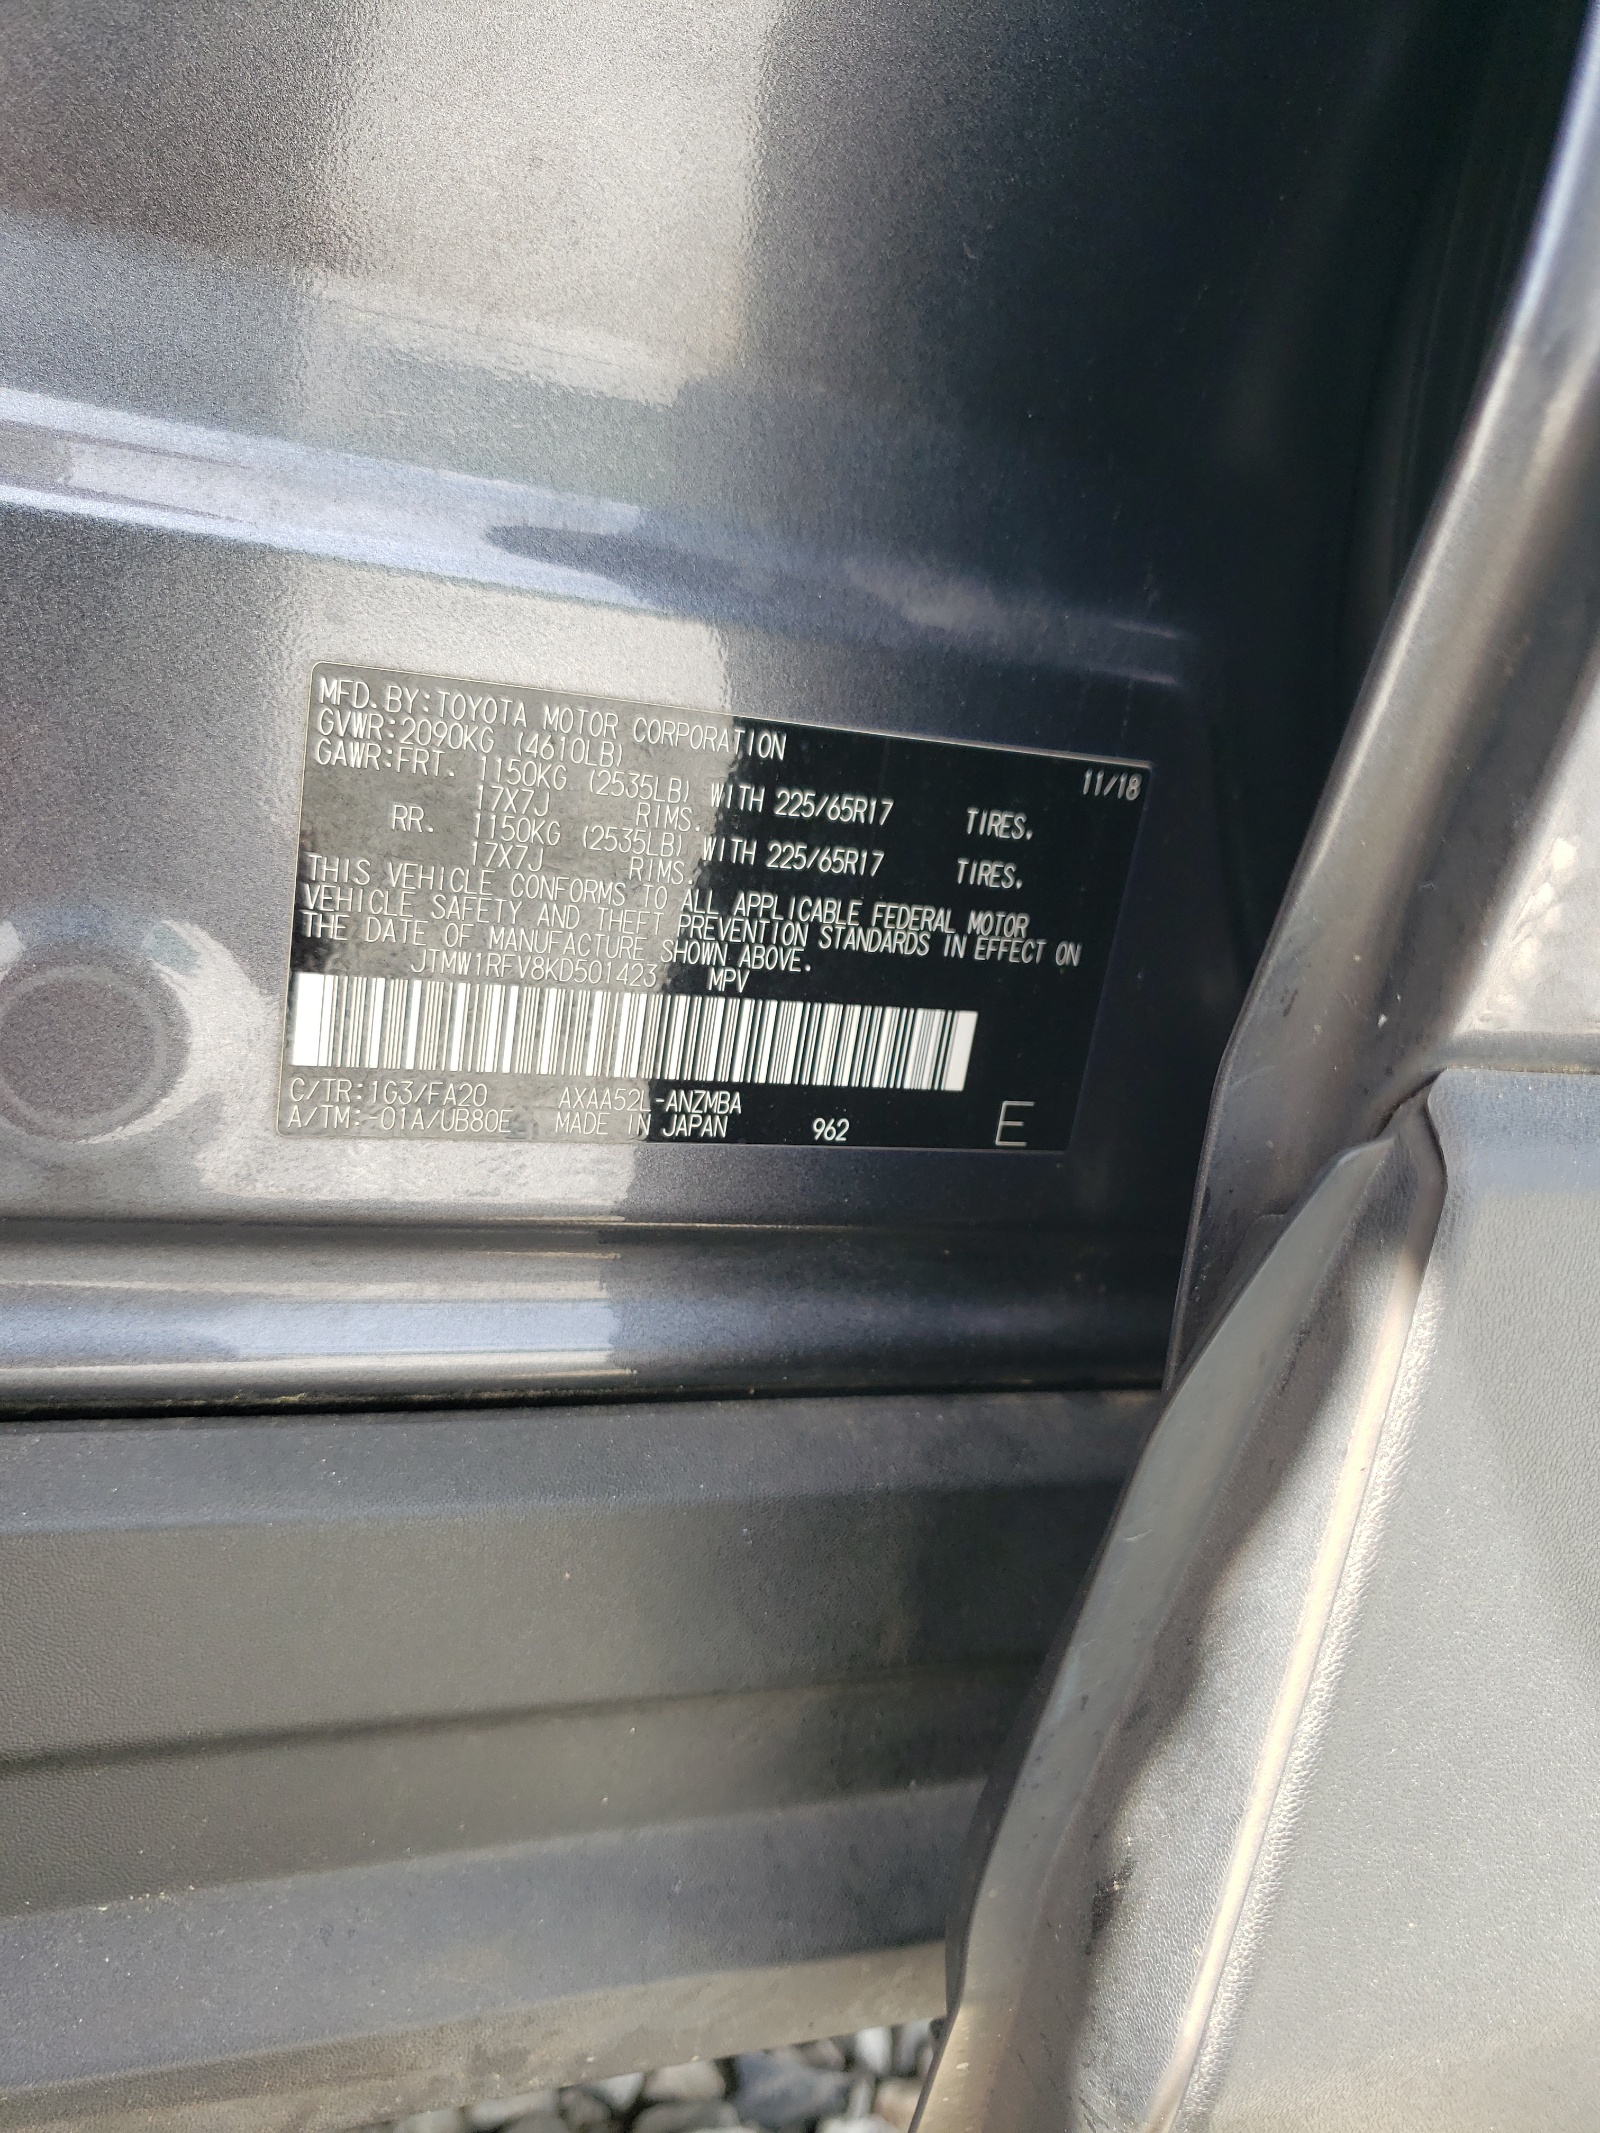 MFD. BY: TOYOTA MOTOR CORPORATION 11/18
GVWR: 2090KG (4610LB)
GAWR: FRT. 1150KG (2535LB) WITH 225/65R17 TIRES.
17X7J RIMS.
RR. 1150KG (2535LB) WITH 225/65R17 TIRES.
17X7J RIMS.
THIS VEHICLE CONFORMS TO ALL APPLICABLE FEDERAL MOTOR
VEHICLE SAFETY AND THEFT PREVENTION STANDARDS IN EFFECT ON
THE DATE OF MANUFACTURE SHOWN ABOVE.
JTMW1RFV8KD501423 MPV
C/TR: 1G3/FA20 AXAA52L-ANZMBA
A/TM: -01A/UB80E MADE IN JAPAN 962 E